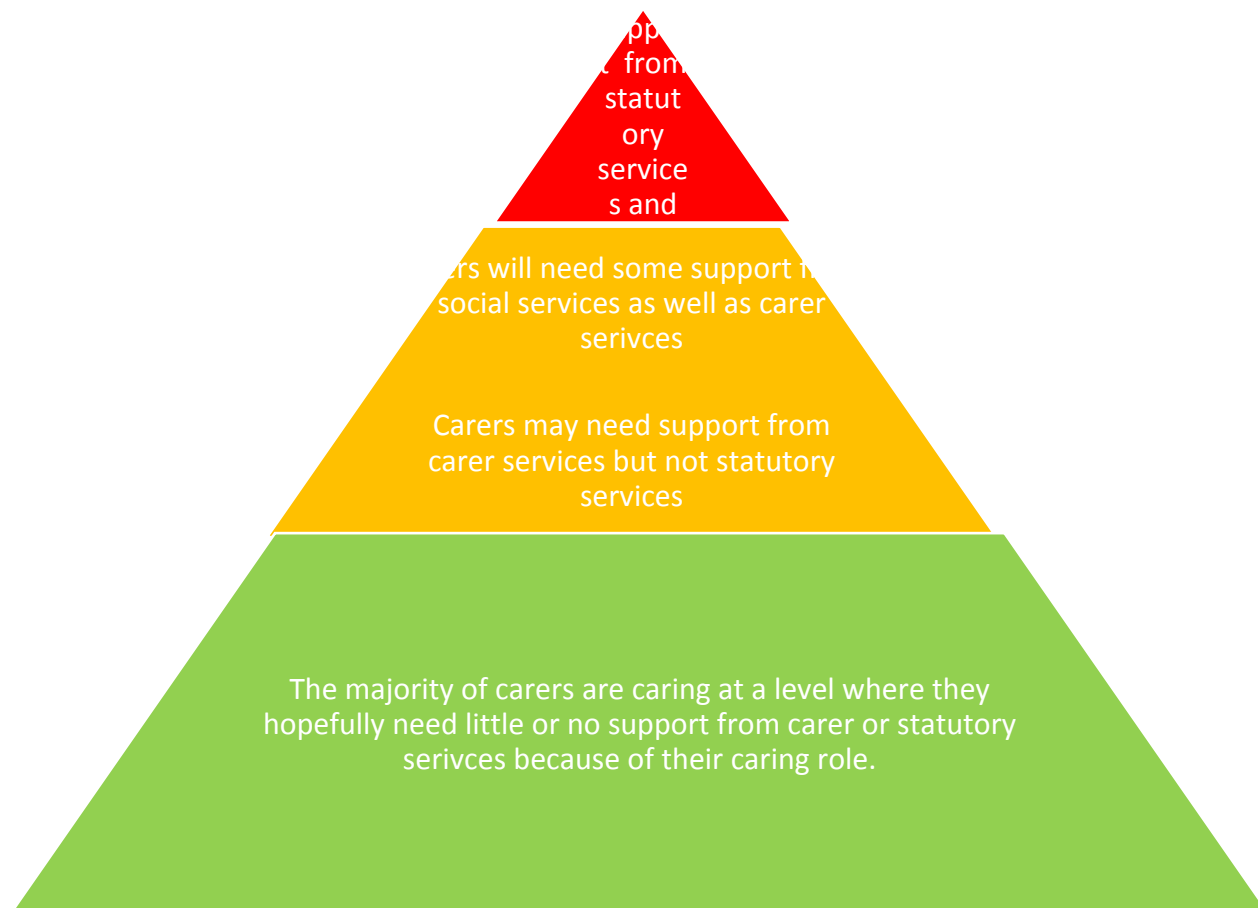 pp
t from
statut
ory
service
s and
ers will need some support f
social services as well as carer
serivces
Carers may need support from
carer services but not statutory
services
The majority of carers are caring at a level where they
hopefully need little or no support from carer or statutory
serivces because of their caring role.